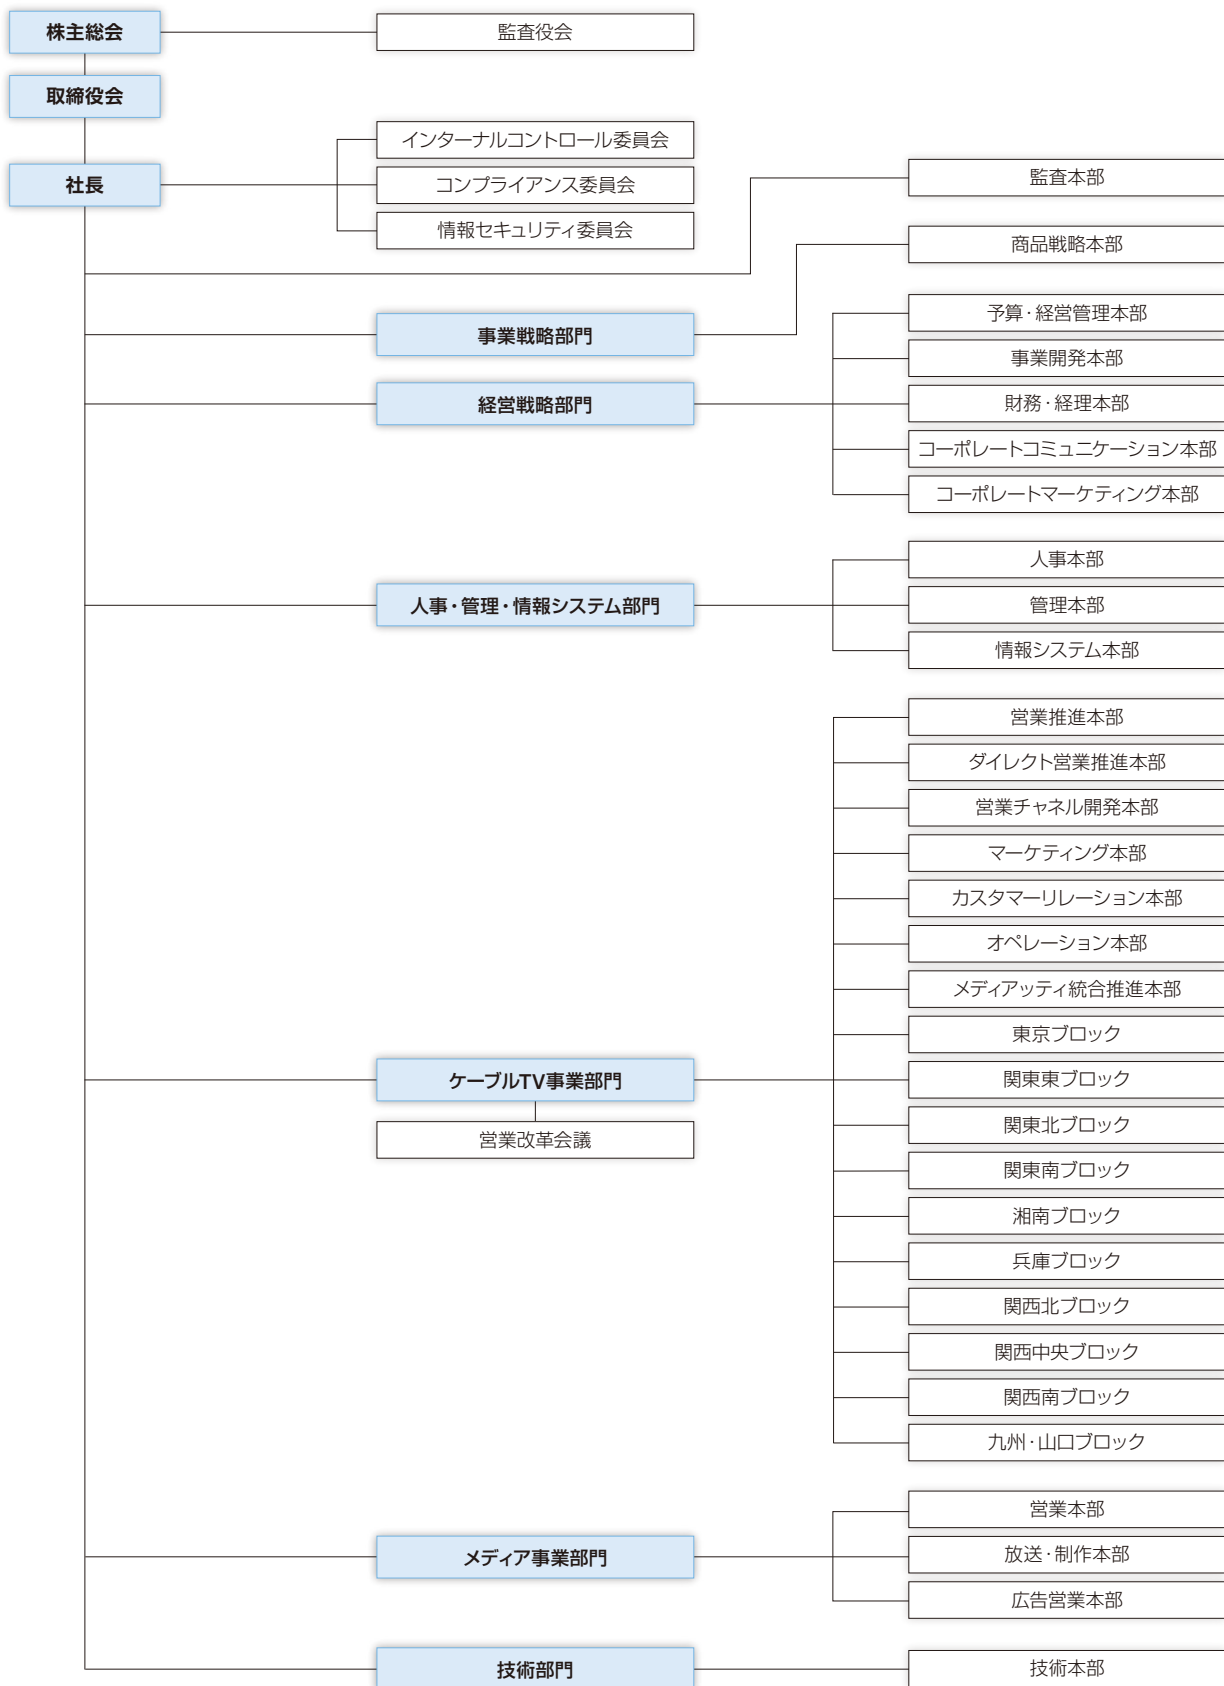 株主総会
監査役会
取締役会
社長
インターナルコントロール委員会
コンプライアンス委員会
情報セキュリティ委員会
監査本部
事業戦略部門
商品戦略本部
経営戦略部門
予算・経営管理本部
事業開発本部
財務・経理本部
コーポレートコミュニケーション本部
コーポレートマーケティング本部
人事・管理・情報システム部門
人事本部
管理本部
情報システム本部
ケーブルTV事業部門
営業改革会議
営業推進本部
ダイレクト営業推進本部
営業チャネル開発本部
マーケティング本部
カスタマーリレーション本部
オペレーション本部
メディアッティ統合推進本部
東京ブロック
関東東ブロック
関東北ブロック
関東南ブロック
湘南ブロック
兵庫ブロック
関西北ブロック
関西中央ブロック
関西南ブロック
九州・山口ブロック
メディア事業部門
営業本部
放送・制作本部
広告営業本部
技術部門
技術本部